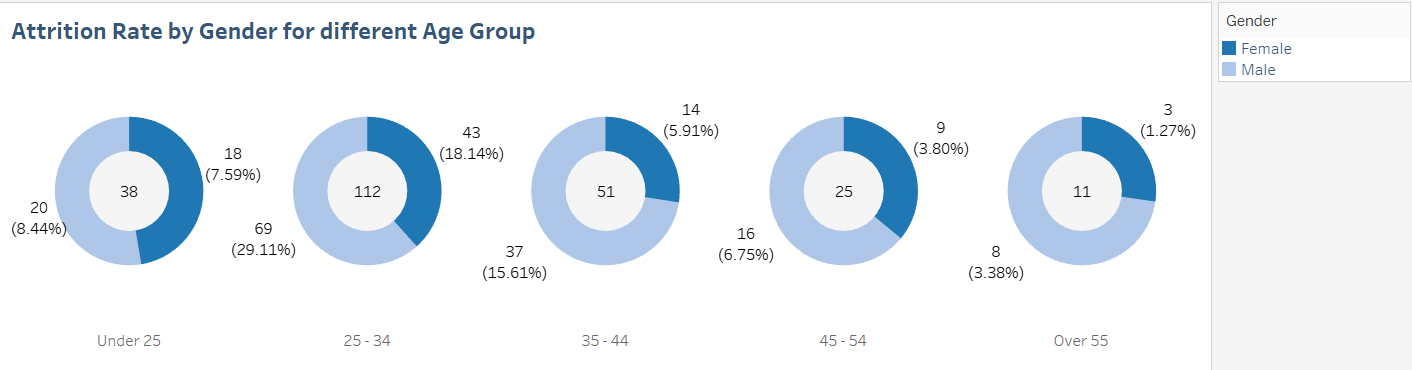 Attrition Rate by Gender for different Age Group
Gender
Female
Male
38
18
(7.59%)
20
(8.44%)
Under 25
112
43
(18.14%)
69
(29.11%)
25 - 34
51
14
(5.91%)
37
(15.61%)
35 - 44
25
9
(3.80%)
16
(6.75%)
45 - 54
11
3
(1.27%)
8
(3.38%)
Over 55